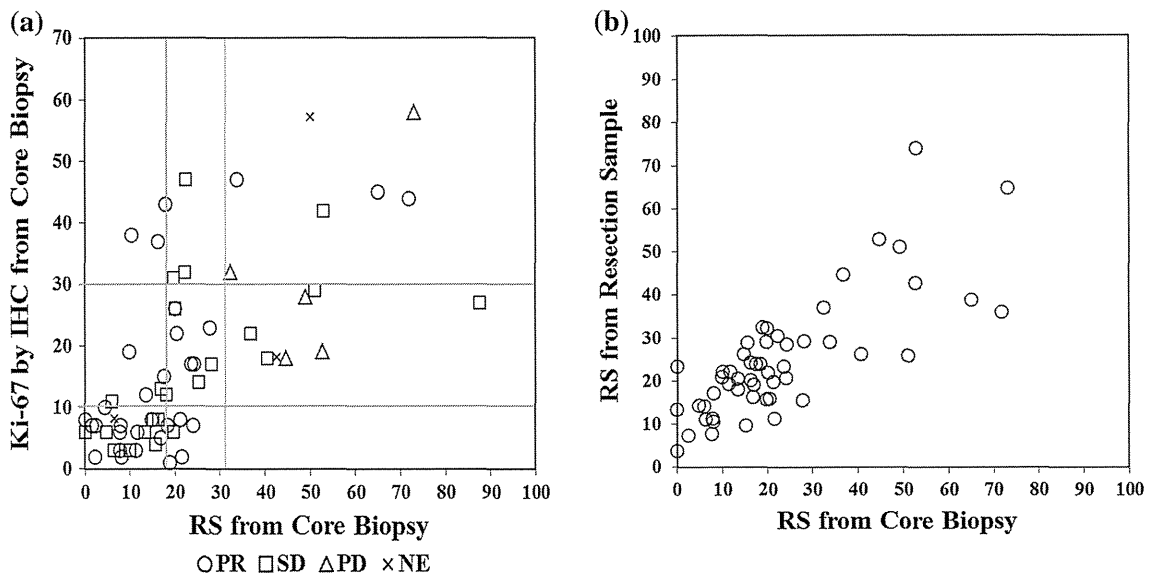 (a)
Ki-67 by IHC from Core Biopsy
70
60
50
40
30
20
10
0
0 10 20 30 40 50 60 70 80 90 100
RS from Core Biopsy
○PR □SD △PD ×NE
(b)
RS from Resection Sample
100
90
80
70
60
50
40
30
20
10
0
0 10 20 30 40 50 60 70 80 90 100
RS from Core Biopsy